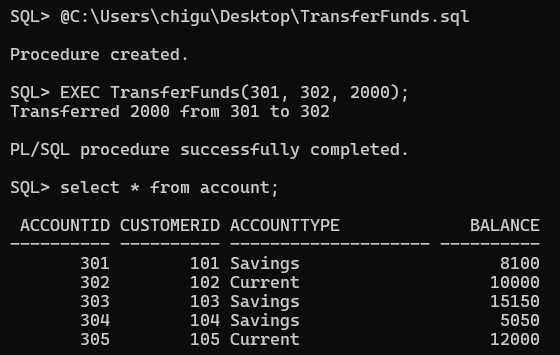 SQL> @C:\Users\chigu\Desktop\TransferFunds.sql
Procedure created.
SQL> EXEC TransferFunds(301, 302, 2000);
Transferred 2000 from 301 to 302
PL/SQL procedure successfully completed.
SQL> select * from account;
 ACCOUNTID CUSTOMERID ACCOUNTTYPE             BALANCE
---------- ---------- -------------------- ----------
       301        101 Savings                    8100
       302        102 Current                   10000
       303        103 Savings                   15150
       304        104 Savings                    5050
       305        105 Current                   12000